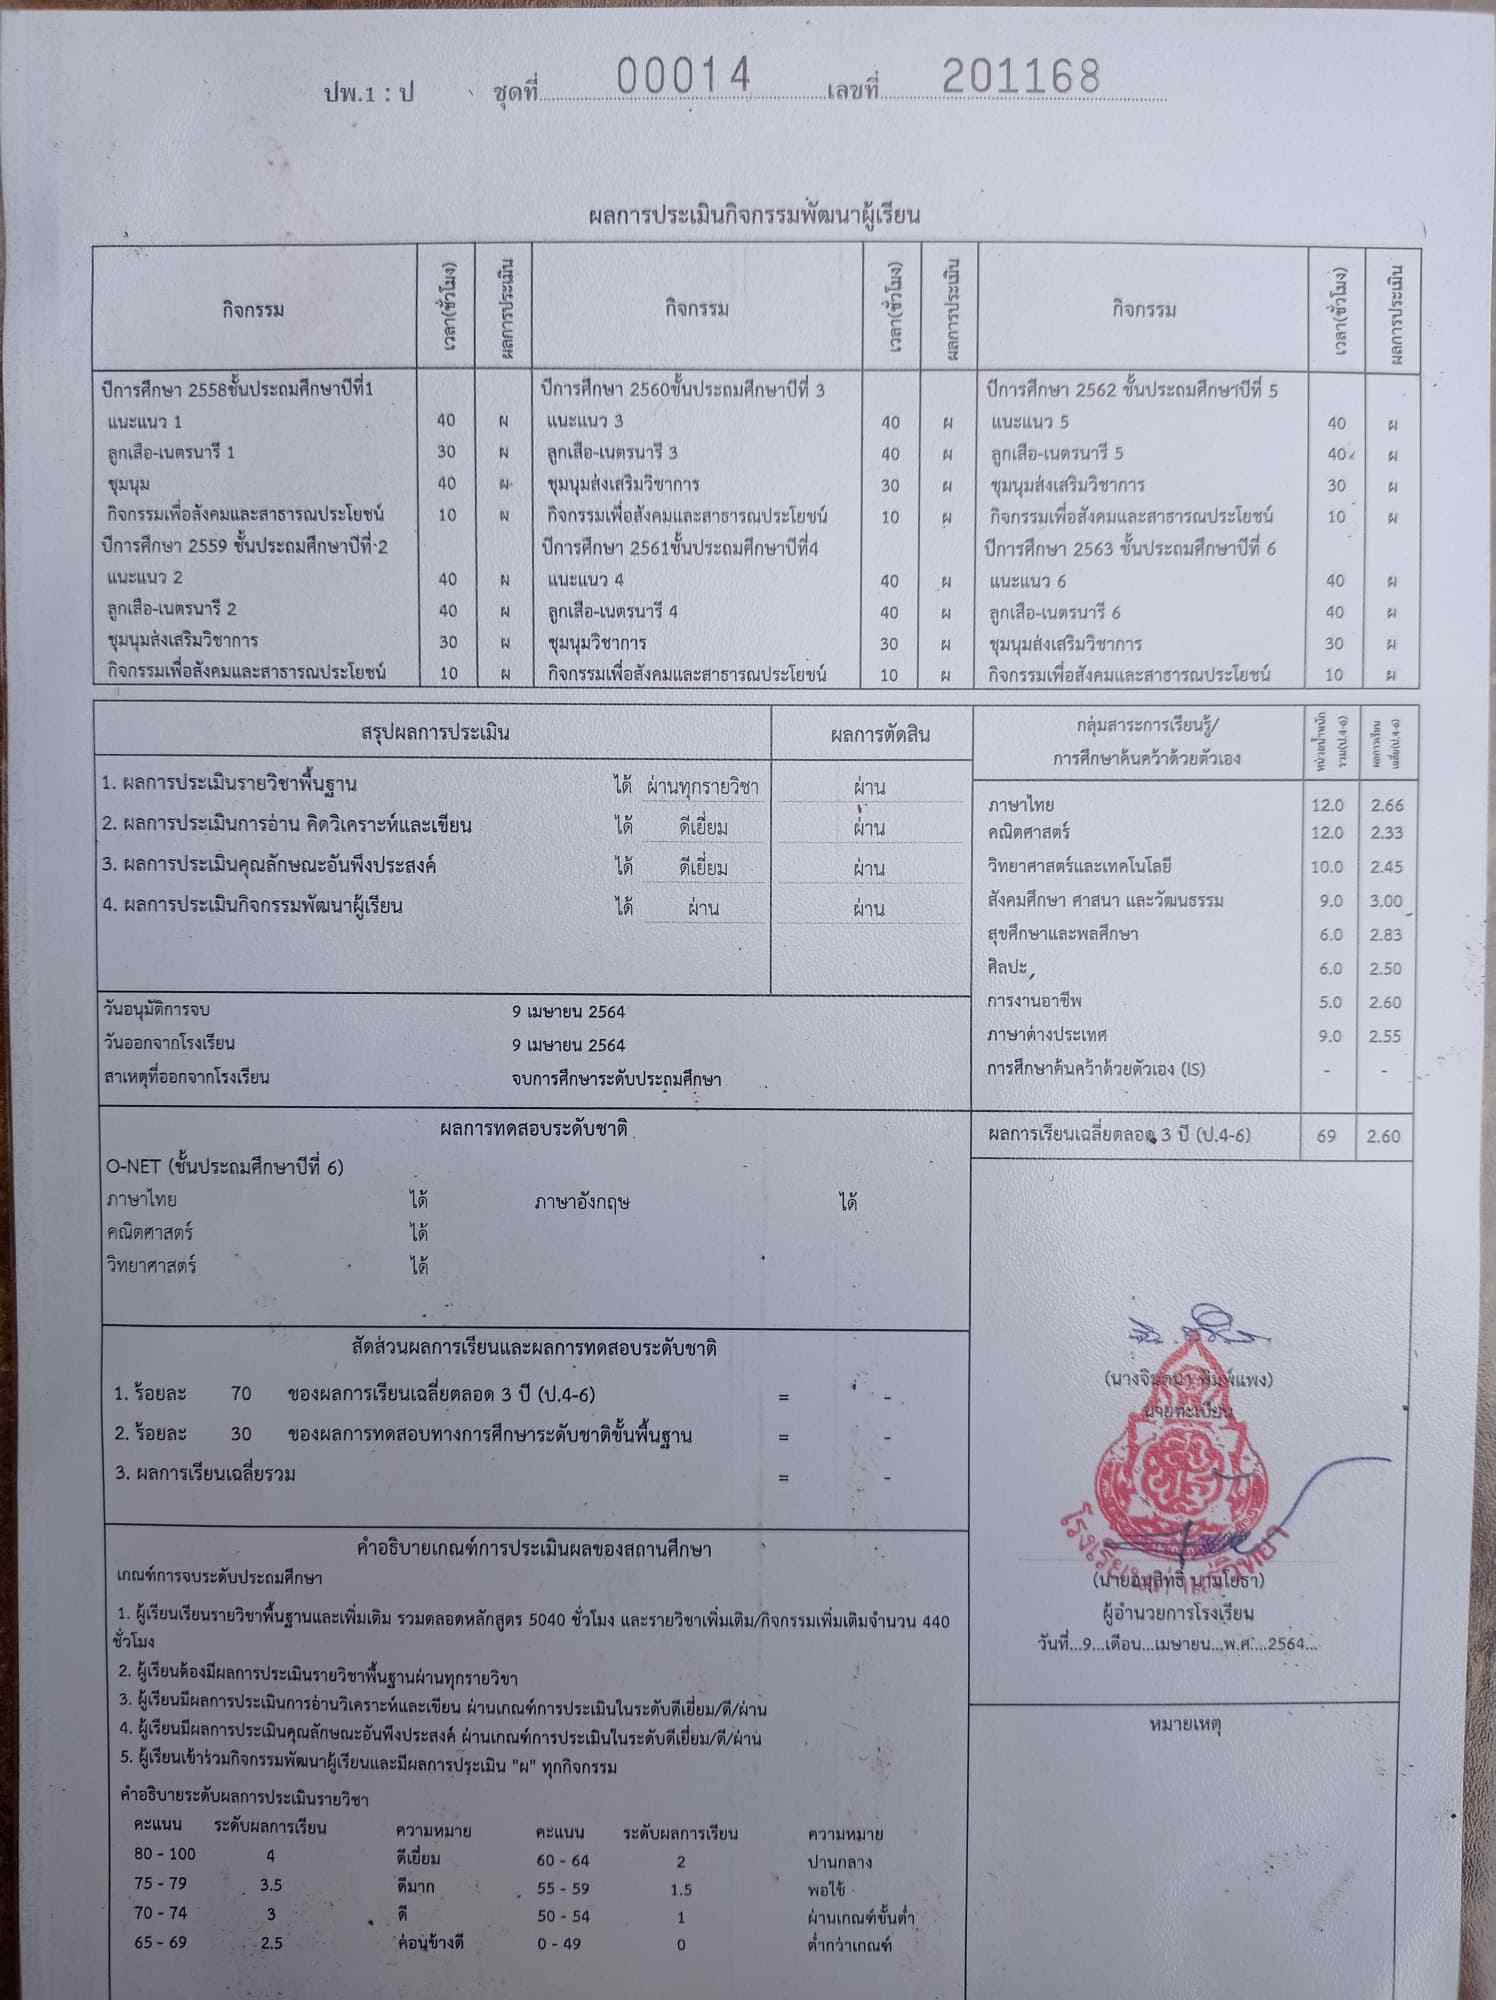 ปพ.1 : ป ชุดที่ 00014 เลขที่ 201168
ผลการประเมินกิจกรรมพัฒนาผู้เรียน
กิจกรรม เวลา(ชั่วโมง) ผลการประเมิน กิจกรรม เวลา(ชั่วโมง) ผลการประเมิน กิจกรรม เวลา(ชั่วโมง) ผลการประเมิน
ปีการศึกษา 2558ชั้นประถมศึกษาปีที่1 ปีการศึกษา 2560ชั้นประถมศึกษาปีที่ 3 ปีการศึกษา 2562 ชั้นประถมศึกษาปีที่ 5
แนะแนว 1 40 ผ แนะแนว 3 40 ผ แนะแนว 5 40 ผ
ลูกเสือ-เนตรนารี 1 30 ผ ลูกเสือ-เนตรนารี 3 40 ผ ลูกเสือ-เนตรนารี 5 40 ผ
ชุมนุม 40 ผ ชุมนุมส่งเสริมวิชาการ 30 ผ ชุมนุมส่งเสริมวิชาการ 30 ผ
กิจกรรมเพื่อสังคมและสาธารณประโยชน์ 10 ผ กิจกรรมเพื่อสังคมและสาธารณประโยชน์ 10 ผ กิจกรรมเพื่อสังคมและสาธารณประโยชน์ 10 ผ
ปีการศึกษา 2559 ชั้นประถมศึกษาปีที่ 2 ปีการศึกษา 2561ชั้นประถมศึกษาปีที่4 ปีการศึกษา 2563 ชั้นประถมศึกษาปีที่ 6
แนะแนว 2 40 ผ แนะแนว 4 40 ผ แนะแนว 6 40 ผ
ลูกเสือ-เนตรนารี 2 40 ผ ลูกเสือ-เนตรนารี 4 40 ผ ลูกเสือ-เนตรนารี 6 40 ผ
ชุมนุมส่งเสริมวิชาการ 30 ผ ชุมนุมวิชาการ 30 ผ ชุมนุมส่งเสริมวิชาการ 30 ผ
กิจกรรมเพื่อสังคมและสาธารณประโยชน์ 10 ผ กิจกรรมเพื่อสังคมและสาธารณประโยชน์ 10 ผ กิจกรรมเพื่อสังคมและสาธารณประโยชน์ 10 ผ
สรุปผลการประเมิน ผลการตัดสิน
1. ผลการประเมินรายวิชาพื้นฐาน ได้ ผ่านทุกรายวิชา ผ่าน
2. ผลการประเมินการอ่าน คิดวิเคราะห์และเขียน ได้ ดีเยี่ยม ผ่าน
3. ผลการประเมินคุณลักษณะอันพึงประสงค์ ได้ ดีเยี่ยม ผ่าน
4. ผลการประเมินกิจกรรมพัฒนาผู้เรียน ได้ ผ่าน ผ่าน
วันอนุมัติการจบ 9 เมษายน 2564
วันออกจากโรงเรียน 9 เมษายน 2564
สาเหตุที่ออกจากโรงเรียน จบการศึกษาระดับประถมศึกษา
กลุ่มสาระการเรียนรู้/
การศึกษาค้นคว้าด้วยตัวเอง
หน่วยน้ำหนัก
รวม(ป.4-6)
ผลการเรียน
เฉลี่ย(ป.4-6)
ภาษาไทย 12.0 2.66
คณิตศาสตร์ 12.0 2.33
วิทยาศาสตร์และเทคโนโลยี 10.0 2.45
สังคมศึกษา ศาสนา และวัฒนธรรม 9.0 3.00
สุขศึกษาและพลศึกษา 6.0 2.83
ศิลปะ 6.0 2.50
การงานอาชีพ 5.0 2.60
ภาษาต่างประเทศ 9.0 2.55
การศึกษาค้นคว้าด้วยตัวเอง (IS) - -
ผลการเรียนเฉลี่ยตลอด 3 ปี (ป.4-6) 69 2.60
ผลการทดสอบระดับชาติ
O-NET (ชั้นประถมศึกษาปีที่ 6)
ภาษาไทย ได้ ภาษาอังกฤษ ได้
คณิตศาสตร์ ได้
วิทยาศาสตร์ ได้
สัดส่วนผลการเรียนและผลการทดสอบระดับชาติ
1. ร้อยละ 70 ของผลการเรียนเฉลี่ยตลอด 3 ปี (ป.4-6) = -
2. ร้อยละ 30 ของผลการทดสอบทางการศึกษาระดับชาติขั้นพื้นฐาน = -
3. ผลการเรียนเฉลี่ยรวม = -
(นางจินตนา พิมพ์แพง)
นายทะเบียน
(นายอนุสิทธิ์ นามโยธา)
ผู้อำนวยการโรงเรียน
วันที่...9...เดือน...เมษายน...พ.ศ....2564...
หมายเหตุ
คำอธิบายเกณฑ์การประเมินผลของสถานศึกษา
เกณฑ์การจบระดับประถมศึกษา
1. ผู้เรียนเรียนรายวิชาพื้นฐานและเพิ่มเติม รวมตลอดหลักสูตร 5040 ชั่วโมง และรายวิชาเพิ่มเติม/กิจกรรมเพิ่มเติมจำนวน 440
ชั่วโมง
2. ผู้เรียนต้องมีผลการประเมินรายวิชาพื้นฐานผ่านทุกรายวิขา
3. ผู้เรียนมีผลการประเมินการอ่านวิเคราะห์และเขียน ผ่านเกณฑ์การประเมินในระดับดีเยี่ยม/ดี/ผ่าน
4. ผู้เรียนมีผลการประเมินคุณลักษณะอันพึงประสงค์ ผ่านเกณฑ์การประเมินในระดับดีเยี่ยม/ดี/ผ่าน
5. ผู้เรียนเข้าร่วมกิจกรรมพัฒนาผู้เรียนและมีผลการประเมิน "ผ" ทุกกิจกรรม
คำอธิบายระดับผลการประเมินรายวิชา
คะแนน ระดับผลการเรียน ความหมาย คะแนน ระดับผลการเรียน ความหมาย
80 - 100 4 ดีเยี่ยม 60 - 64 2 ปานกลาง
75 - 79 3.5 ดีมาก 55 - 59 1.5 พอใช้
70 - 74 3 ดี 50 - 54 1 ผ่านเกณฑ์ขั้นต่ำ
65 - 69 2.5 ค่อนข้างดี 0 - 49 0 ต่ำกว่าเกณฑ์